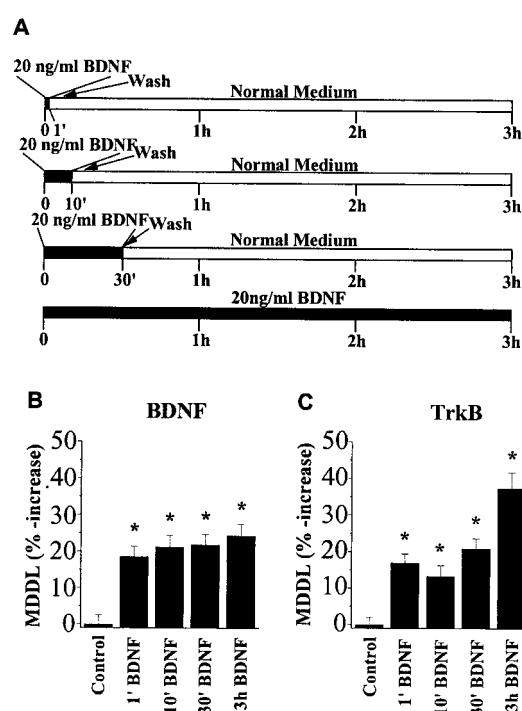 A
20 ng/ml BDNF
Wash
Normal Medium
0 1' 1h 2h 3h
20 ng/ml BDNF
Wash
Normal Medium
0 10' 1h 2h 3h
20 ng/ml BDNF
Wash
Normal Medium
0 30' 1h 2h 3h
20ng/ml BDNF
0 1h 2h 3h
B
BDNF
MDDL (% -increase)
50
40
30
20
10
0
* * * *
Control
1' BDNF
10' BDNF
30' BDNF
3h BDNF
C
TrkB
MDDL (% -increase)
50
40
30
20
10
0
* * * *
Control
1' BDNF
10' BDNF
30' BDNF
3h BDNF